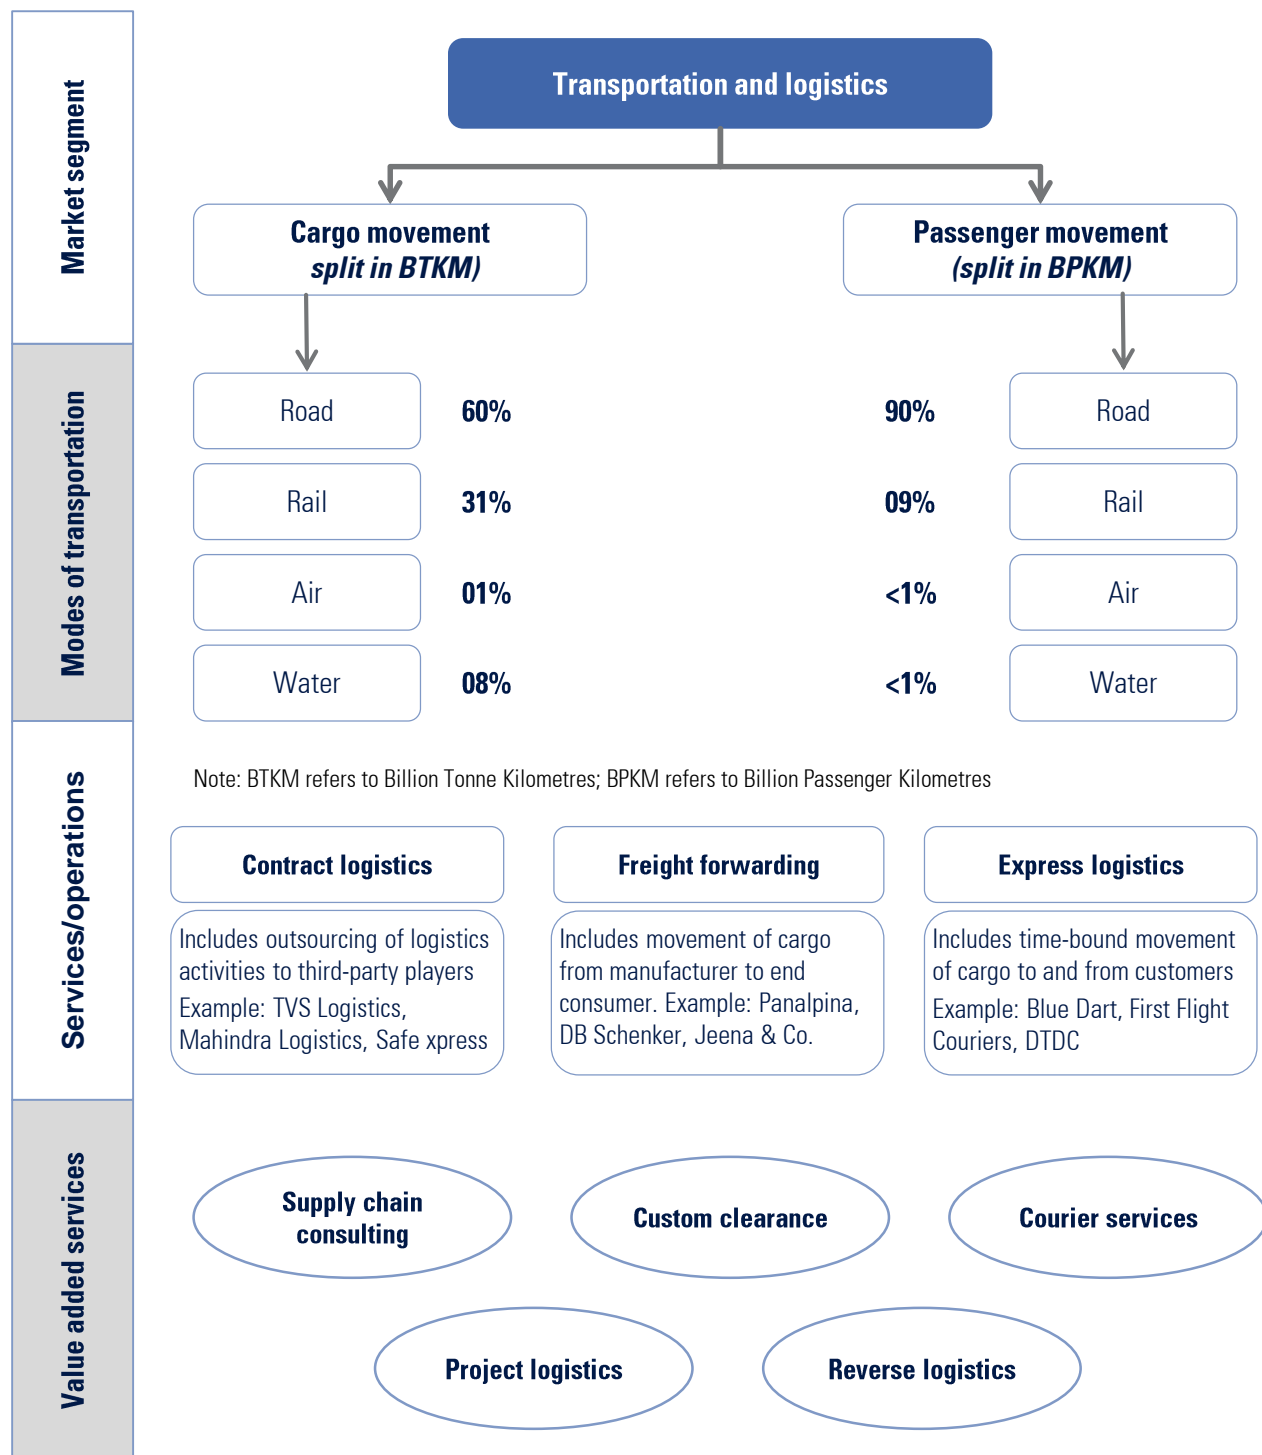 Market segment
Transportation and logistics
Cargo movement
split in BTKM)
Passenger movement
(split in BPKM)
Modes of transportation
Road
60%
90%
Road
Rail
31%
09%
Rail
Air
01%
<1%
Air
Water
08%
<1%
Water
Note: BTKM refers to Billion Tonne Kilometres; BPKM refers to Billion Passenger Kilometres
Services/operations
Contract logistics
Includes outsourcing of logistics
activities to third-party players
Example: TVS Logistics,
Mahindra Logistics, Safe xpress
Freight forwarding
Includes movement of cargo
from manufacturer to end
consumer. Example: Panalpina,
DB Schenker, Jeena & Co.
Express logistics
Includes time-bound movement
of cargo to and from customers
Example: Blue Dart, First Flight
Couriers, DTDC
Value added services
Supply chain
consulting
Custom clearance
Courier services
Project logistics
Reverse logistics